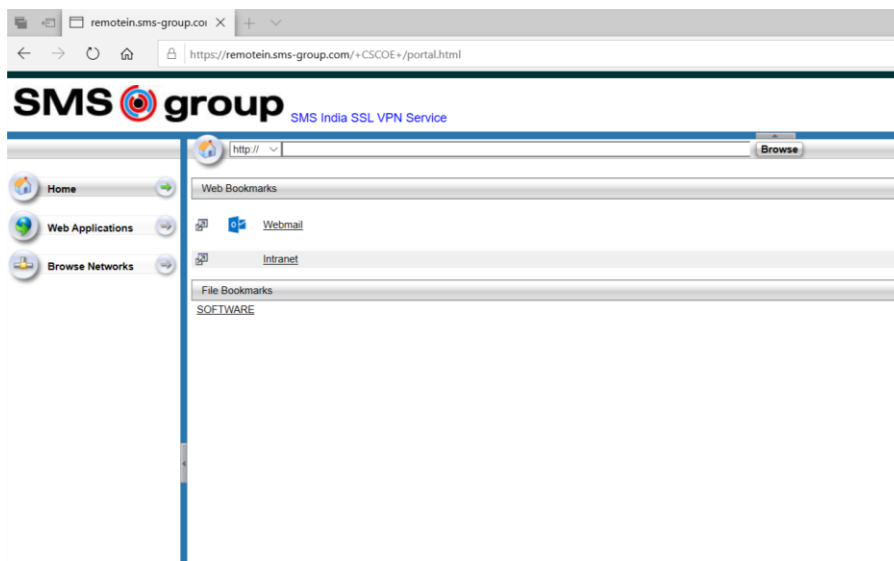 remotein.sms-group.coı
https://remotein.sms-group.com/+CSCOE+/portal.html
SMS group
SMS India SSL VPN Service
http://
Browse
Home
Web Bookmarks
Web Applications
Webmail
Browse Networks
Intranet
File Bookmarks
SOFTWARE